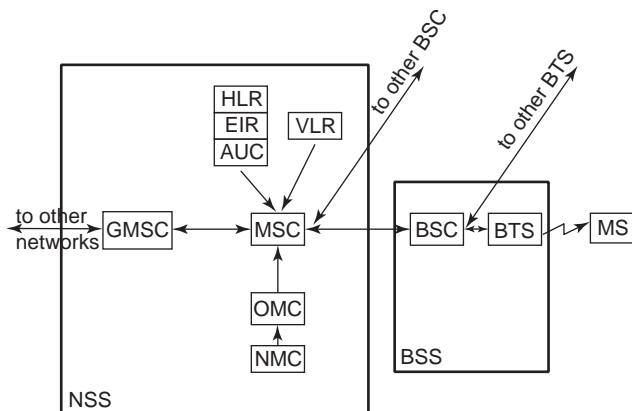 to other BSC
to other BTS
HLR
EIR
AUC
VLR
to other
networks
GMSC
MSC
BSC
BTS
MS
OMC
NMC
BSS
NSS